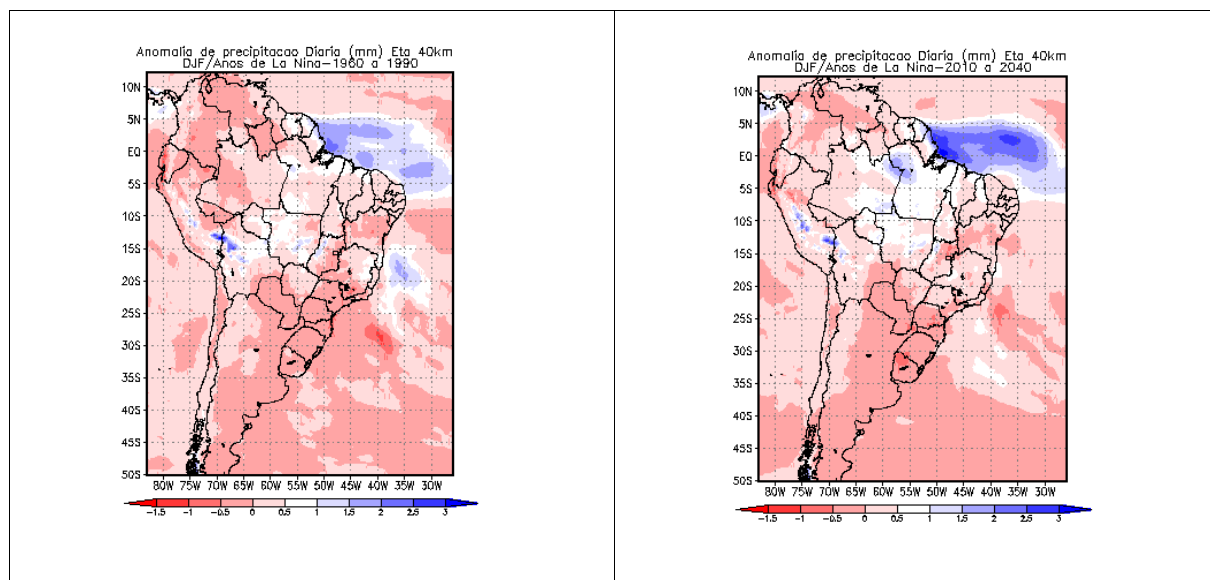 Anomalia de precipitacao Diaria (mm) Eta 40km
DJF/Anos de La Nina-1960 a 1990
10N
5N
EQ
5S
10S
15S
20S
25S
30S
35S
40S
45S
50S
80W 75W 70W 65W 60W 55W 50W 45W 40W 35W 30W
-1.5 -1 -0.5 0 0.5 1 1.5 2 2.5 3
Anomalia de precipitacao Diaria (mm) Eta 40km
DJF/Anos de La Nina-2010 a 2040
10N
5N
EQ
5S
10S
15S
20S
25S
30S
35S
40S
45S
50S
80W 75W 70W 65W 60W 55W 50W 45W 40W 35W 30W
-1.5 -1 -0.5 0 0.5 1 1.5 2 2.5 3